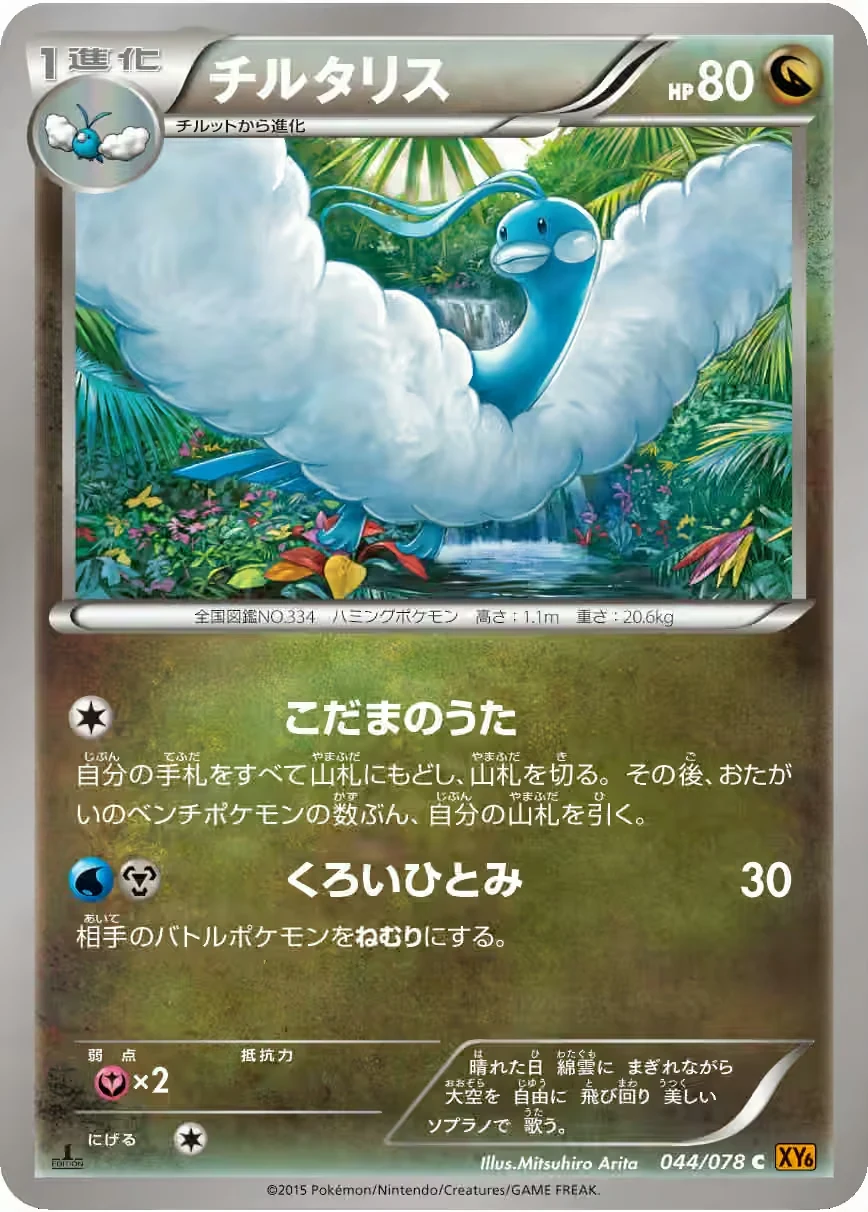 1進化
チルタリス
HP80
チルットから進化
全国図鑑NO.334 ハミングポケモン 高さ:1.1m 重さ:20.6kg
こだまのうた
自分の手札をすべて山札にもどし、山札を切る。その後、おたが
いのベンチポケモンの数ぶん、自分の山札を引く。
くろいひとみ 30
相手のバトルポケモンをねむりにする。
弱点 抵抗力
×2
にげる
晴れた日 綿雲に まぎれながら
大空を 自由に 飛び回り 美しい
ソプラノで 歌う。
1 EDITION
Illus.Mitsuhiro Arita 044/078 C XY6
©2015 Pokémon/Nintendo/Creatures/GAME FREAK.